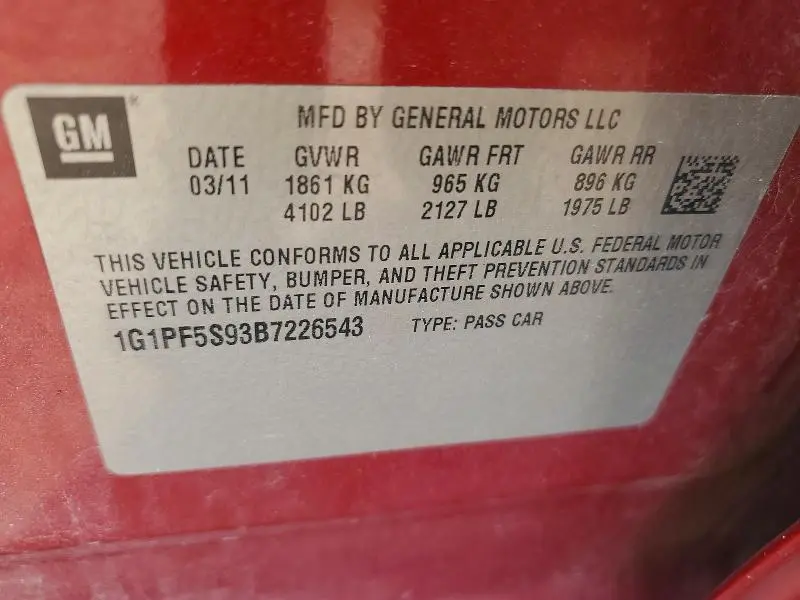 GM
MFD BY GENERAL MOTORS LLC
DATE GVWR GAWR FRT GAWR RR
03/11 1861 KG 965 KG 896 KG
4102 LB 2127 LB 1975 LB
THIS VEHICLE CONFORMS TO ALL APPLICABLE U.S. FEDERAL MOTOR
VEHICLE SAFETY, BUMPER, AND THEFT PREVENTION STANDARDS IN
EFFECT ON THE DATE OF MANUFACTURE SHOWN ABOVE.
1G1PF5S93B7226543 TYPE: PASS CAR